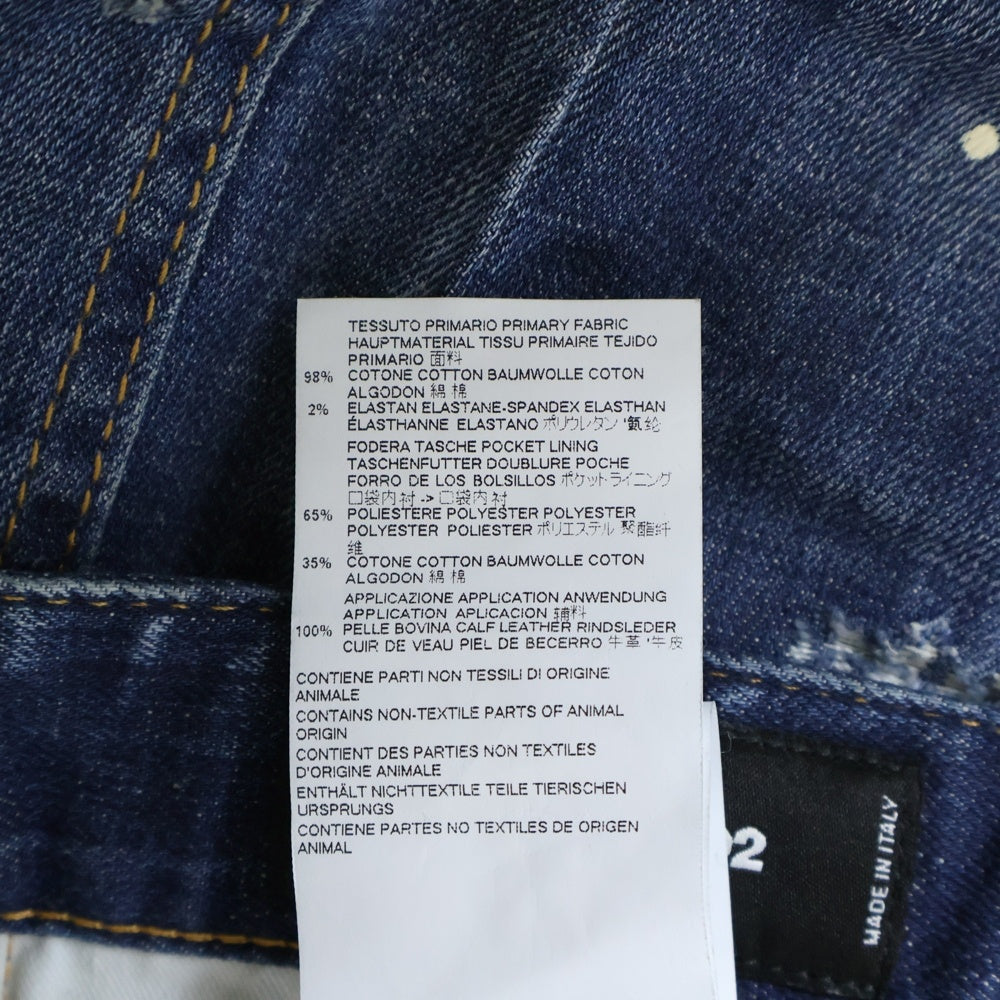 TESSUTO PRIMARIO PRIMARY FABRIC
HAUPTMATERIAL TISSU PRIMAIRE TEJIDO
PRIMARIO 面料
98% COTONE COTTON BAUMWOLLE COTON
ALGODON 綿 棉
2% ELASTAN ELASTANE-SPANDEX ELASTHAN
ÉLASTHANNE ELASTANO ポリウレタン '氨纶
FODERA TASCHE POCKET LINING
TASCHENFUTTER DOUBLURE POCHE
FORRO DE LOS BOLSILLOS ポケット・ライニング
口袋内衬 -> 口袋内衬
65% POLIESTERE POLYESTER POLYESTER
POLYESTER POLIESTER ポリエステル 聚酯纤
维
35% COTONE COTTON BAUMWOLLE COTON
ALGODON 綿 棉
APPLICAZIONE APPLICATION ANWENDUNG
APPLICATION APLICACION 辅料
100% PELLE BOVINA CALF LEATHER RINDSLEDER
CUIR DE VEAU PIEL DE BECERRO 牛革 '牛皮
CONTIENE PARTI NON TESSILI DI ORIGINE
ANIMALE
CONTAINS NON-TEXTILE PARTS OF ANIMAL
ORIGIN
CONTIENT DES PARTIES NON TEXTILES
D'ORIGINE ANIMALE
ENTHÄLT NICHTTEXTILE TEILE TIERISCHEN
URSPRUNGS
CONTIENE PARTES NO TEXTILES DE ORIGEN
ANIMAL
2
MADE IN ITALY